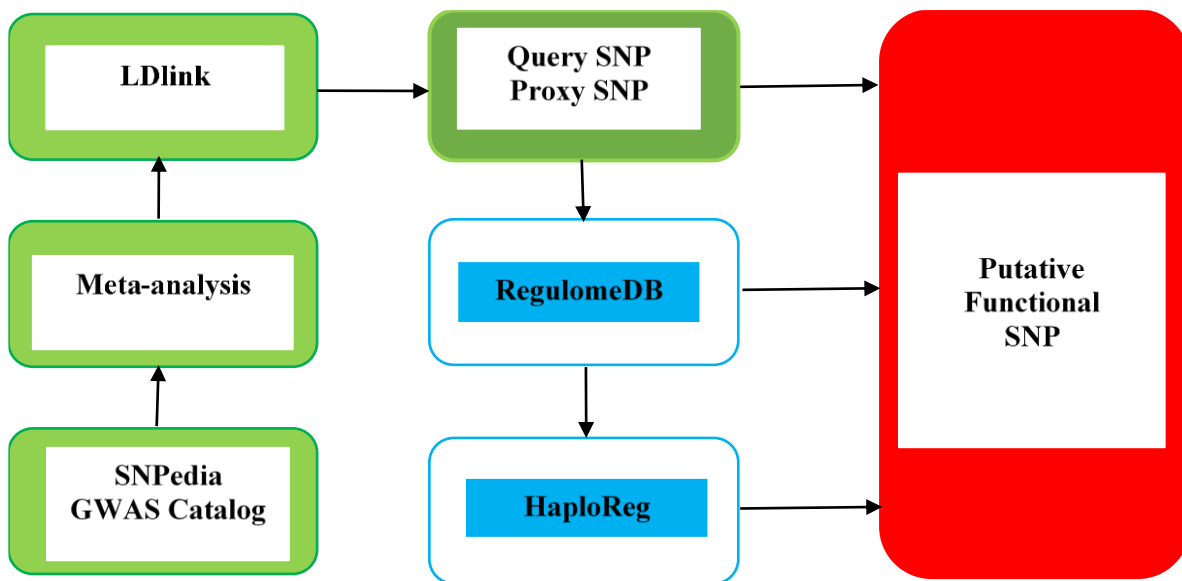 LDlink
Query SNP
Proxy SNP
Meta-analysis
RegulomeDB
Putative
Functional
SNP
SNPedia
GWAS Catalog
HaploReg